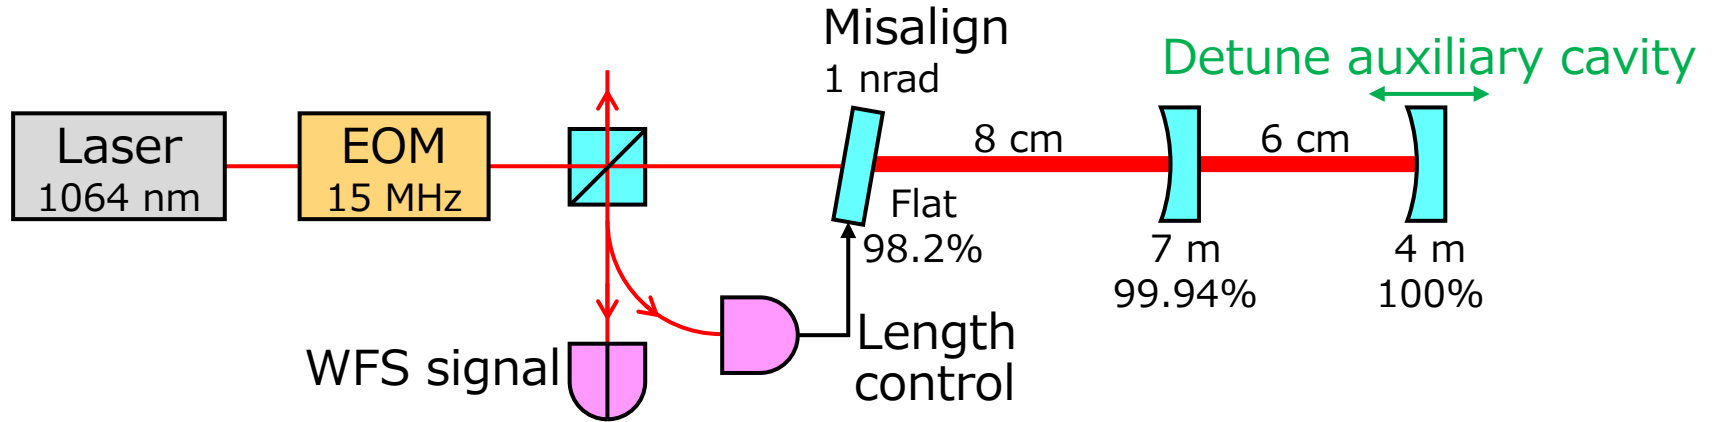 Laser
1064 nm
EOM
15 MHz
Misalign
1 nrad
Flat
98.2%
8 cm
7 m
99.94%
6 cm
4 m
100%
Detune auxiliary cavity
WFS signal
Length
control